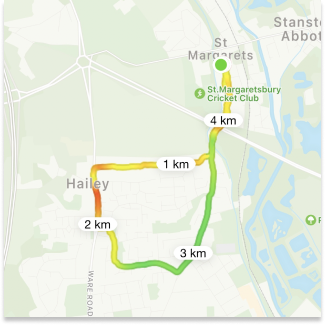 Stanste
Abbot
St
Margarets
St.Margaretsbury
Cricket Club
4 km
1 km
Hailey
2 km
3 km
WARE ROAD
R